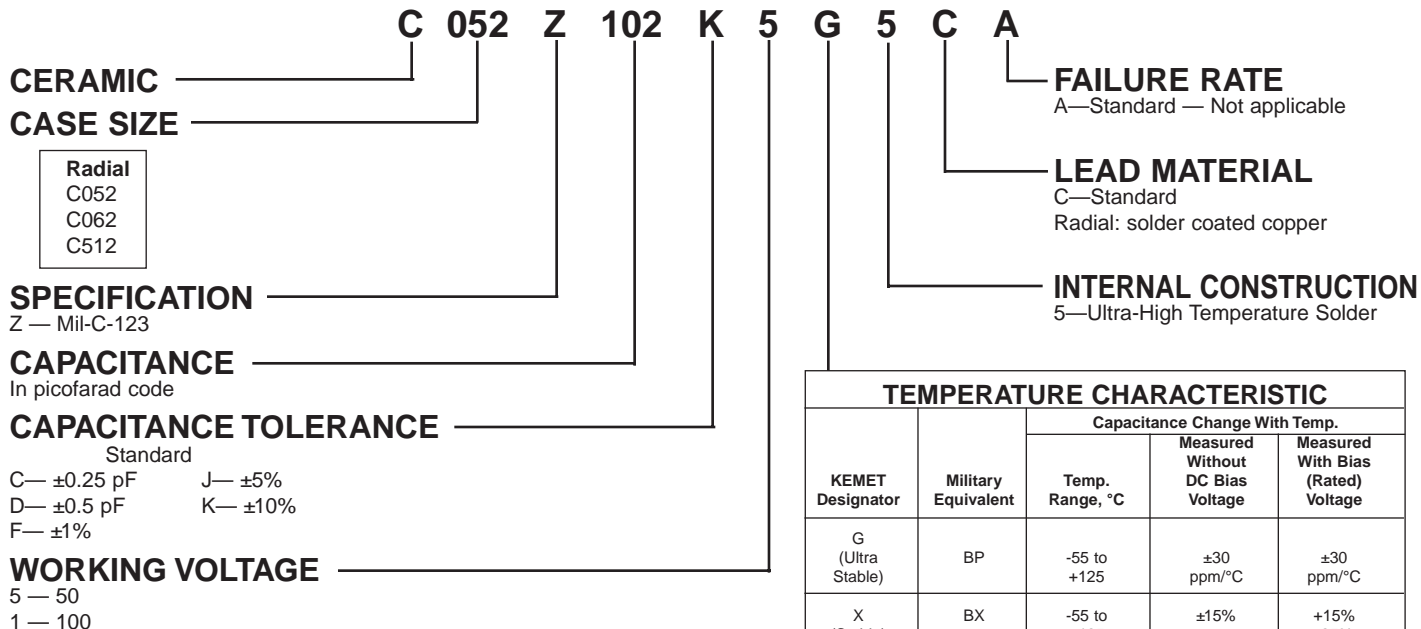 C 052 Z 102 K 5 G 5 C A
CERAMIC
CASE SIZE
Radial
C052
C062
C512
SPECIFICATION
Z — Mil-C-123
CAPACITANCE
In picofarad code
CAPACITANCE TOLERANCE
Standard
C— ±0.25 pF J— ±5%
D— ±0.5 pF K— ±10%
F— ±1%
WORKING VOLTAGE
5 — 50
1 — 100
FAILURE RATE
A—Standard — Not applicable
LEAD MATERIAL
C—Standard
Radial: solder coated copper
INTERNAL CONSTRUCTION
5—Ultra-High Temperature Solder
TEMPERATURE CHARACTERISTIC
Capacitance Change With Temp.
Measured Measured
Without With Bias
KEMET Military Temp. DC Bias (Rated)
Designator Equivalent Range, °C Voltage Voltage
G
(Ultra BP -55 to ±30 ±30
Stable) +125 ppm/°C ppm/°C
X BX -55 to ±15% +15%